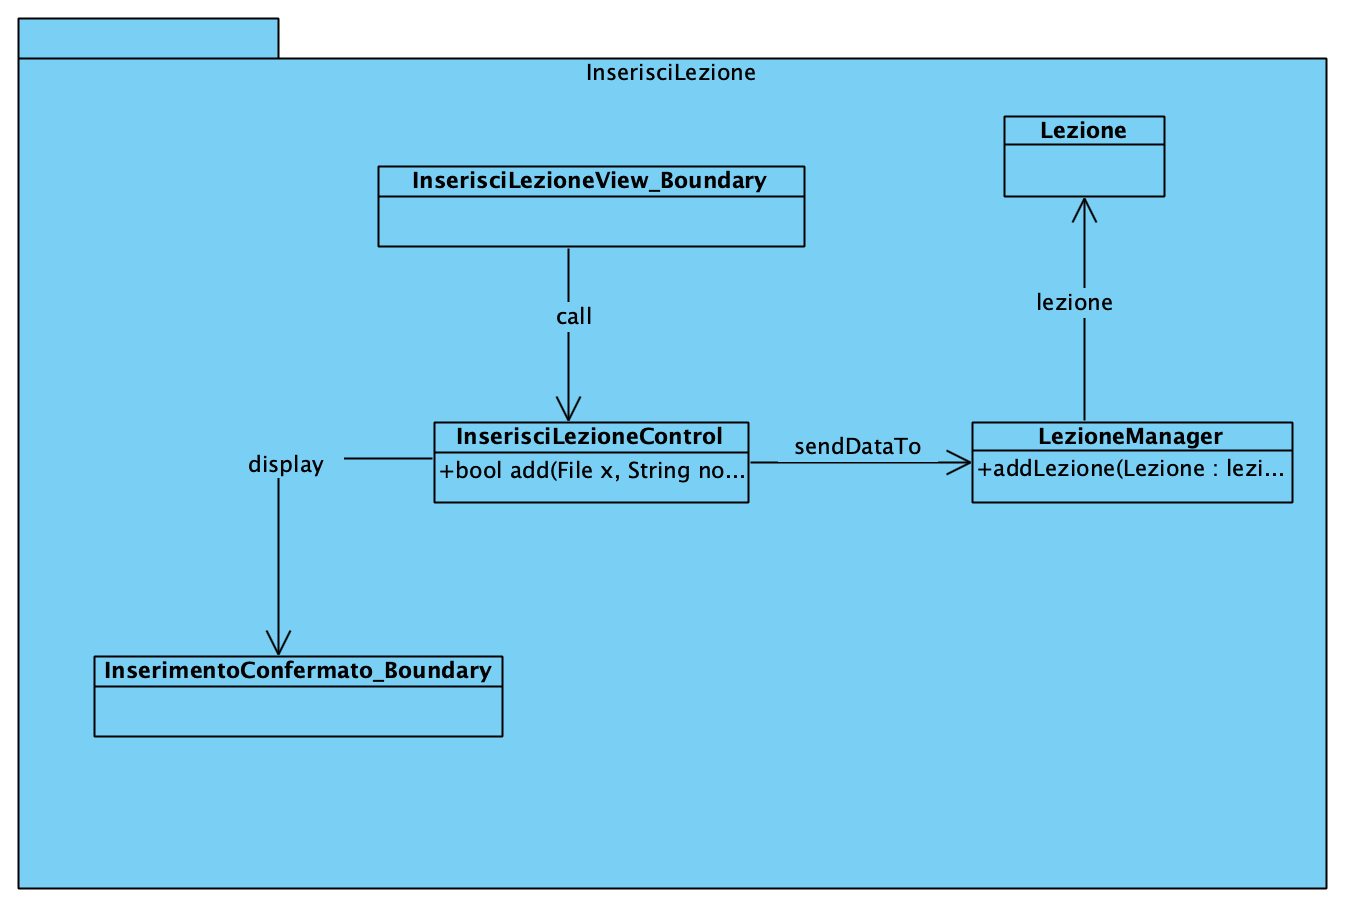 InserisciLezione
Lezione
InserisciLezioneView_Boundary
lezione
call
InserisciLezioneControl
+bool add(File x, String no...
sendDataTo
LezioneManager
+addLezione(Lezione : lezi...
display
InserimentoConfermato_Boundary